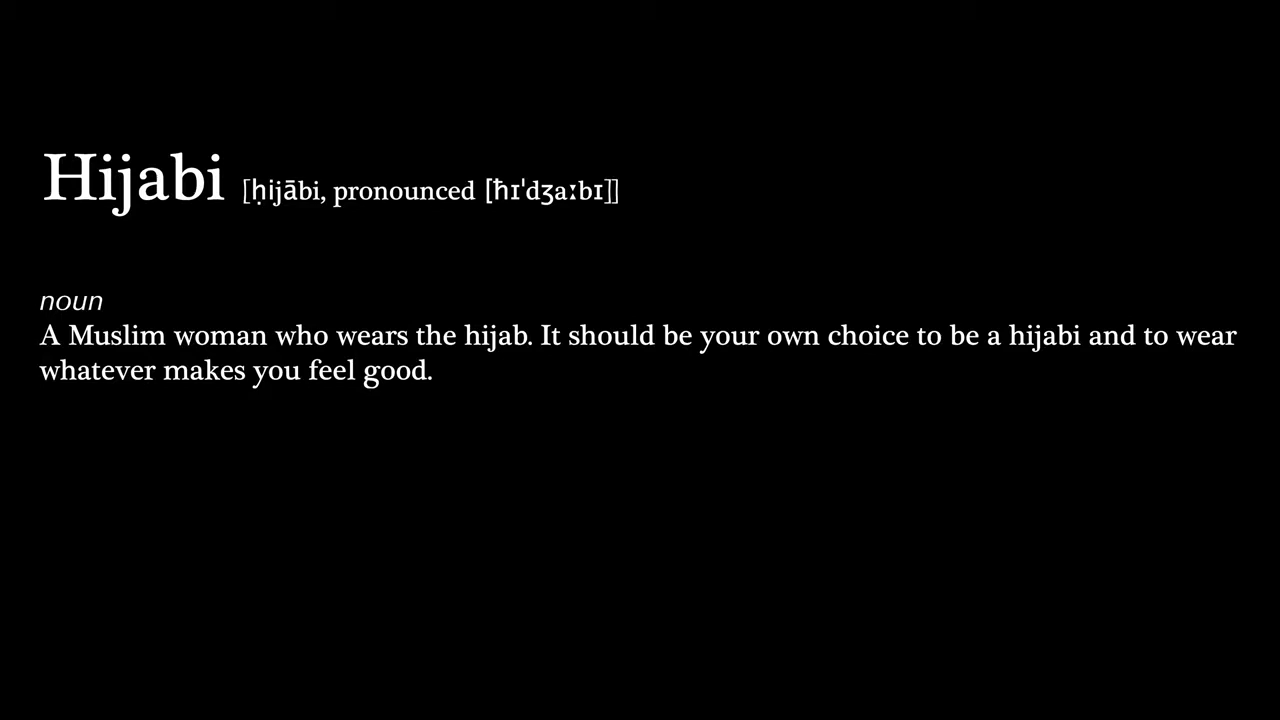 Hijabi [ḥijābi, pronounced [ħɪˈdʒaːbɪ]]
noun
A Muslim woman who wears the hijab. It should be your own choice to be a hijabi and to wear
whatever makes you feel good.